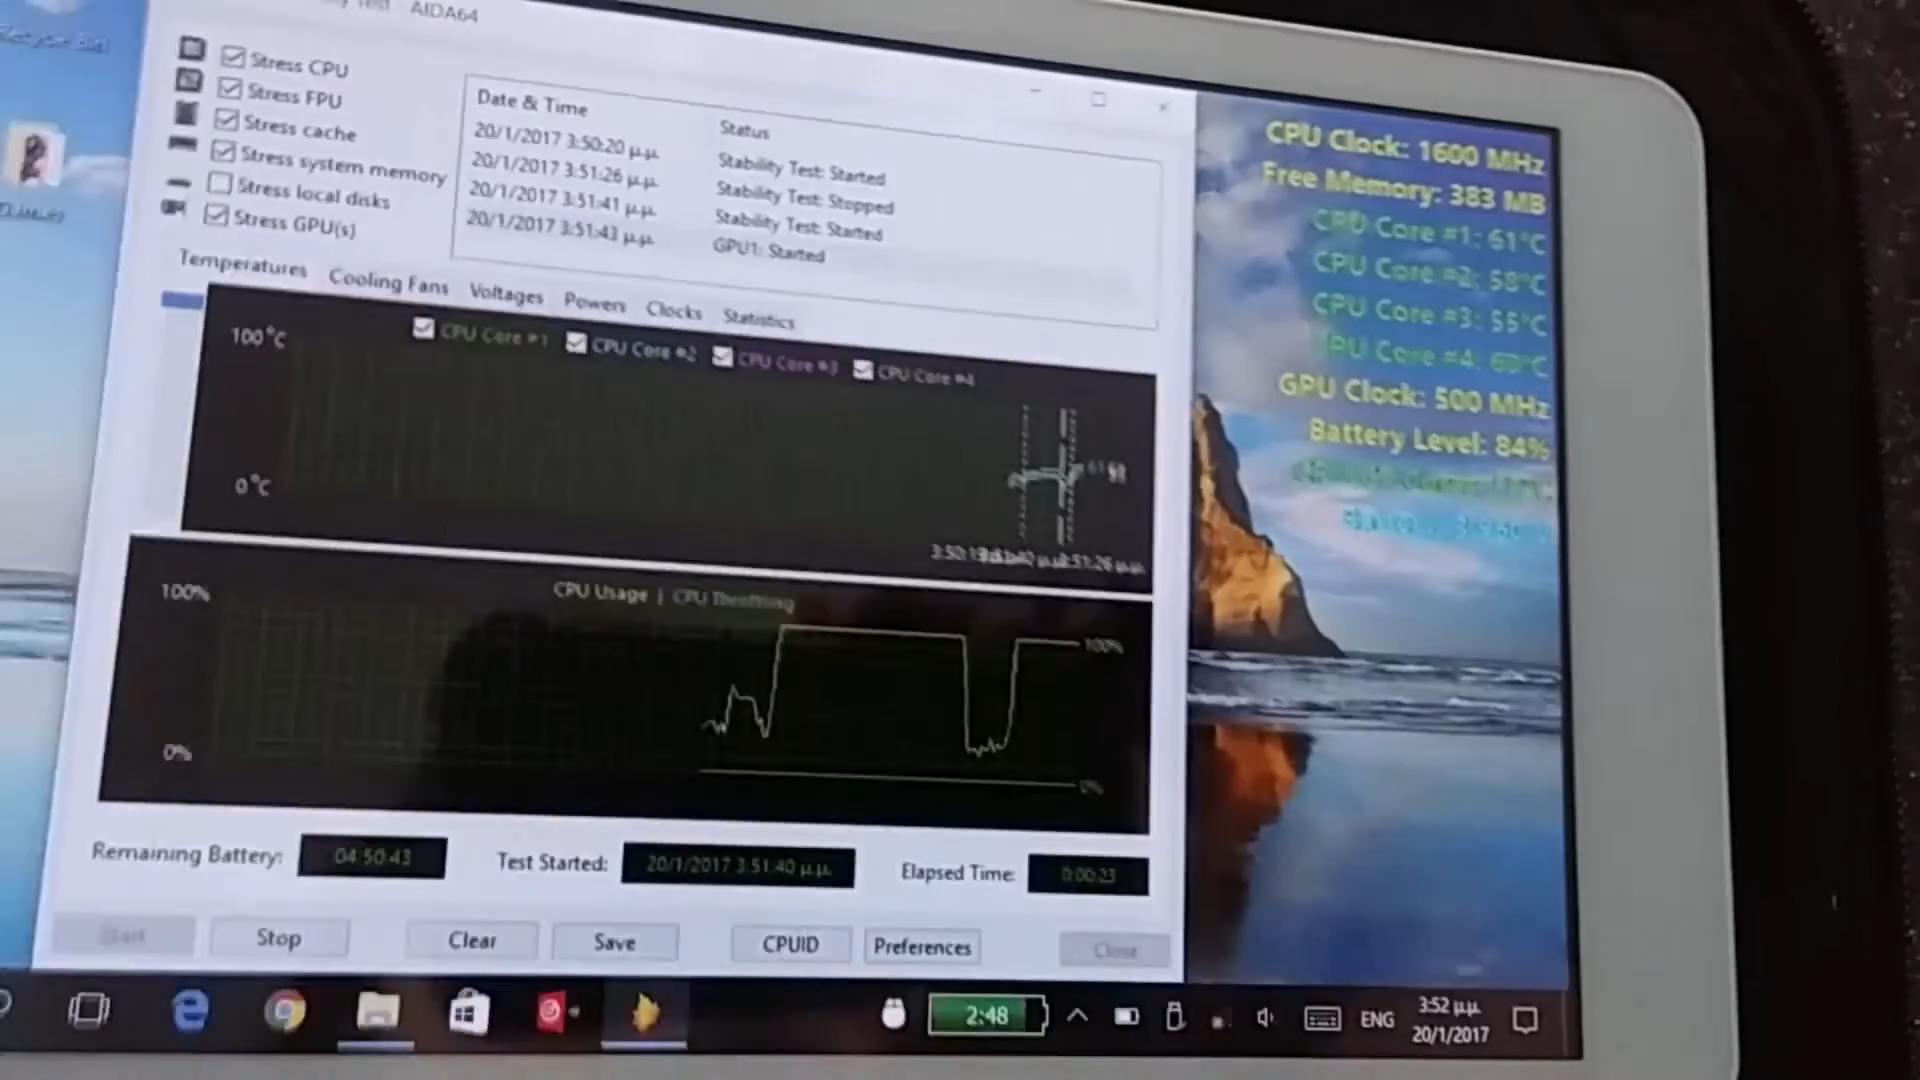 Test AIDA64
Stress CPU
Stress FPU
Stress cache
Stress system memory
Stress local disks
Stress GPU(s)
Date & Time Status
20/1/2017 3:50:20 μ.μ. Stability Test: Started
20/1/2017 3:51:26 μ.μ. Stability Test: Stopped
20/1/2017 3:51:41 μ.μ. Stability Test: Started
20/1/2017 3:51:43 μ.μ. GPU1: Started
Temperatures Cooling Fans Voltages Powers Clocks Statistics
100°C CPU Core #1 CPU Core #2 CPU Core #3 CPU Core #4
61
0°C
3:51:26 μ.μ.
CPU Usage | CPU Throttling
100% 100%
0% 0%
Remaining Battery: 04:50:43 Test Started: 20/1/2017 3:51:40 μ.μ. Elapsed Time: 0:00:23
Start Stop Clear Save CPUID Preferences Close
CPU Clock: 1600 MHz
Free Memory: 383 MB
CPU Core #1: 61°C
CPU Core #2: 58°C
CPU Core #3: 55°C
CPU Core #4: 60°C
GPU Clock: 500 MHz
Battery Level: 84%
2:48 ENG 3:52 μ.μ.
20/1/2017